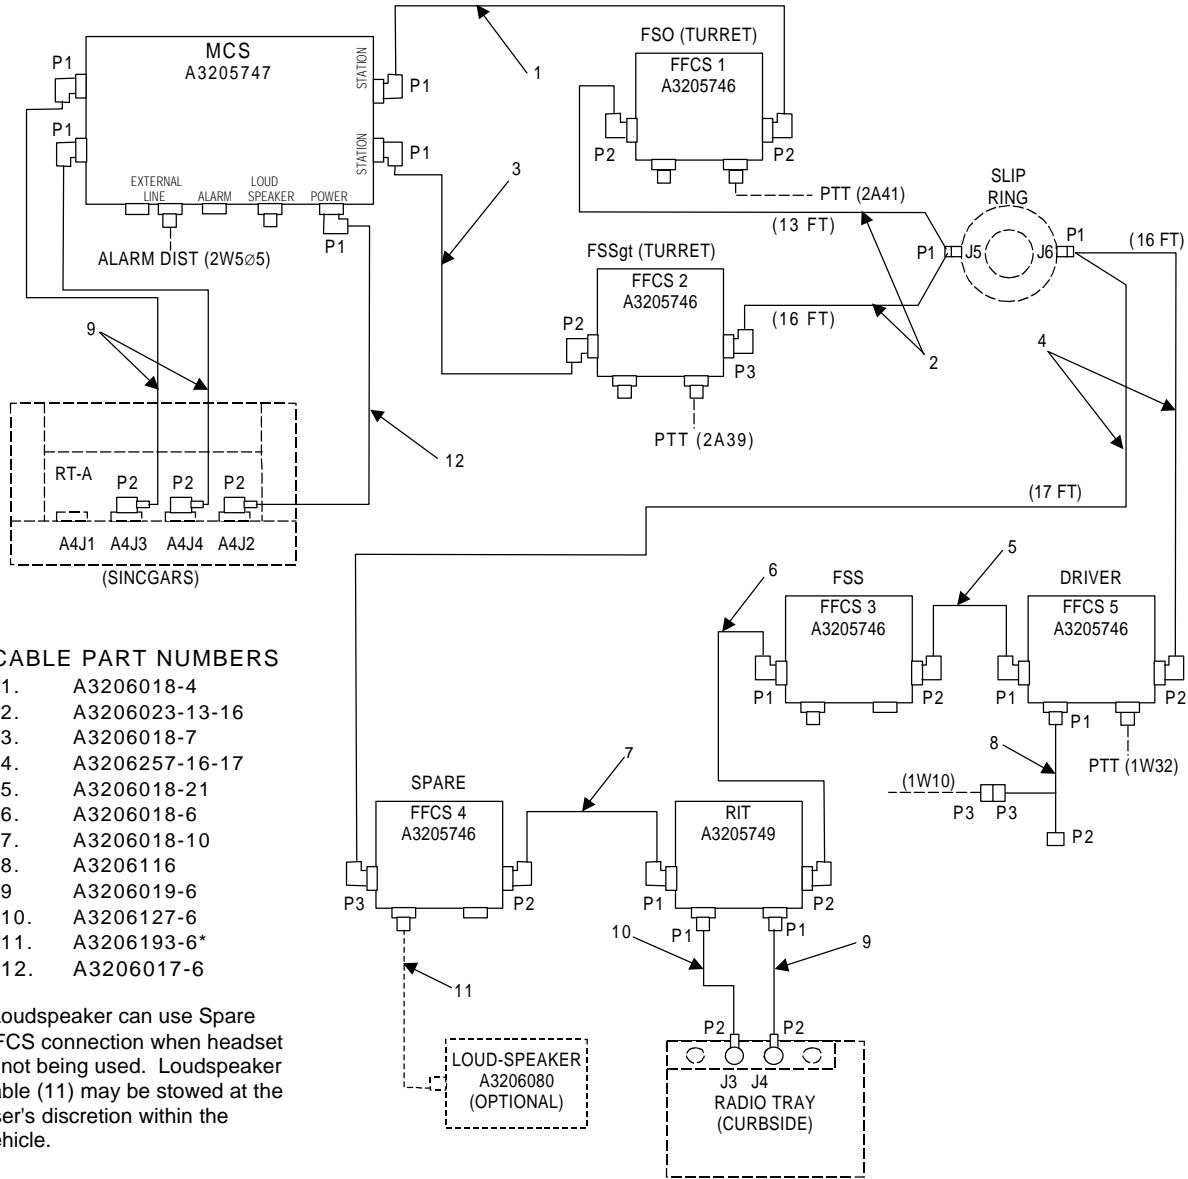 1
MCS
A3205747
STATION
STATION
P1
P1
P1
P1
EXTERNAL
LINE
ALARM
LOUD
SPEAKER
POWER
P1
ALARM DIST (2W5Ø5)
3
FSO (TURRET)
FFCS 1
A3205746
P2
P2
PTT (2A41)
(13 FT)
SLIP
RING
P1
J5
J6
P1
(16 FT)
FSSgt (TURRET)
FFCS 2
A3205746
P2
P3
(16 FT)
2
4
PTT (2A39)
9
12
RT-A
P2
P2
P2
A4J1
A4J3
A4J4
A4J2
(SINCGARS)
(17 FT)
6
FSS
FFCS 3
A3205746
P1
P2
5
DRIVER
FFCS 5
A3205746
P1
P2
P1
8
PTT (1W32)
(1W10)
P3
P3
P2
CABLE PART NUMBERS
1. A3206018-4
2. A3206023-13-16
3. A3206018-7
4. A3206257-16-17
5. A3206018-21
6. A3206018-6
7. A3206018-10
8. A3206116
9 A3206019-6
10. A3206127-6
11. A3206193-6*
12. A3206017-6
SPARE
FFCS 4
A3205746
P3
P2
7
RIT
A3205749
P1
P2
P1
P1
10
9
11
LOUD-SPEAKER
A3206080
(OPTIONAL)
P2
P2
J3
J4
RADIO TRAY
(CURBSIDE)
Loudspeaker can use Spare
FCS connection when headset
not being used. Loudspeaker
able (11) may be stowed at the
ser's discretion within the
ehicle.